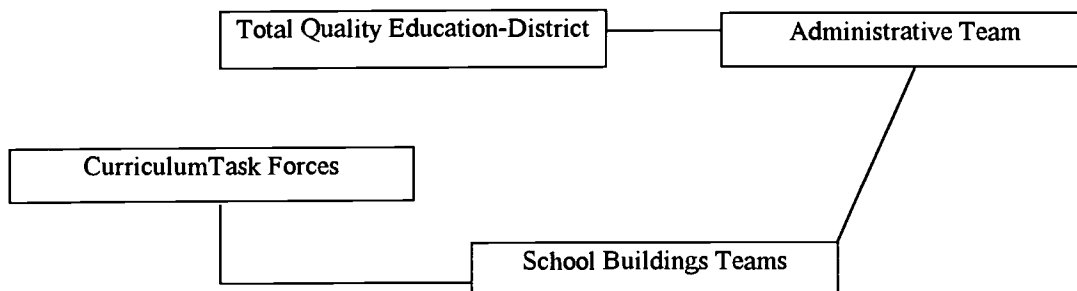 Total Quality Education-District
Administrative Team
CurriculumTask Forces
School Buildings Teams